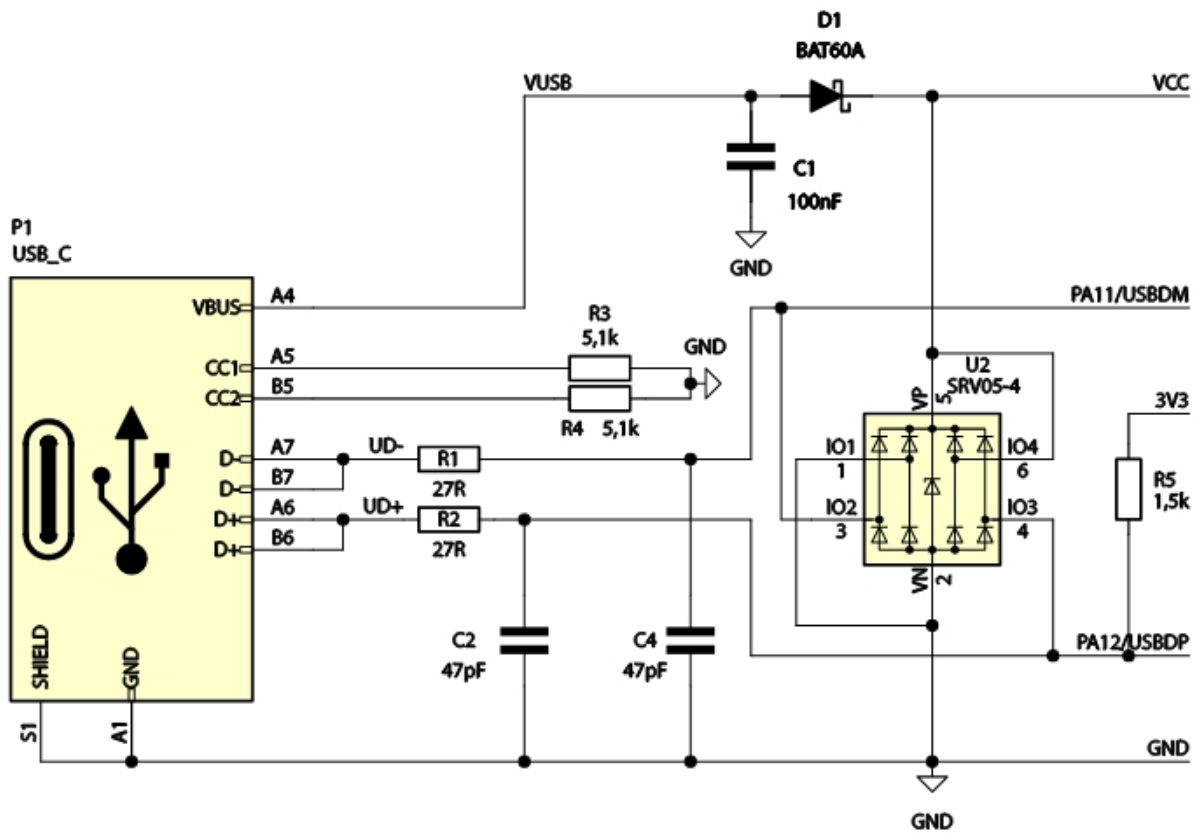 D1
BAT60A
VUSB
VCC
C1
100nF
GND
P1
USB_C
VBUS A4
PA11/USBDM
R3
5,1k
GND
CC1 A5
CC2 B5
R4 5,1k
U2
SRV05-4
VP 5
3V3
D- A7 UD- R1
27R
D- B7
D+ A6 UD+ R2
27R
D+ B6
IO1 IO4
1 6
IO2 IO3
3 4
R5
1,5k
VN 2
C2
47pF
C4
47pF
PA12/USBDP
SHIELD GND
S1 A1
GND
GND